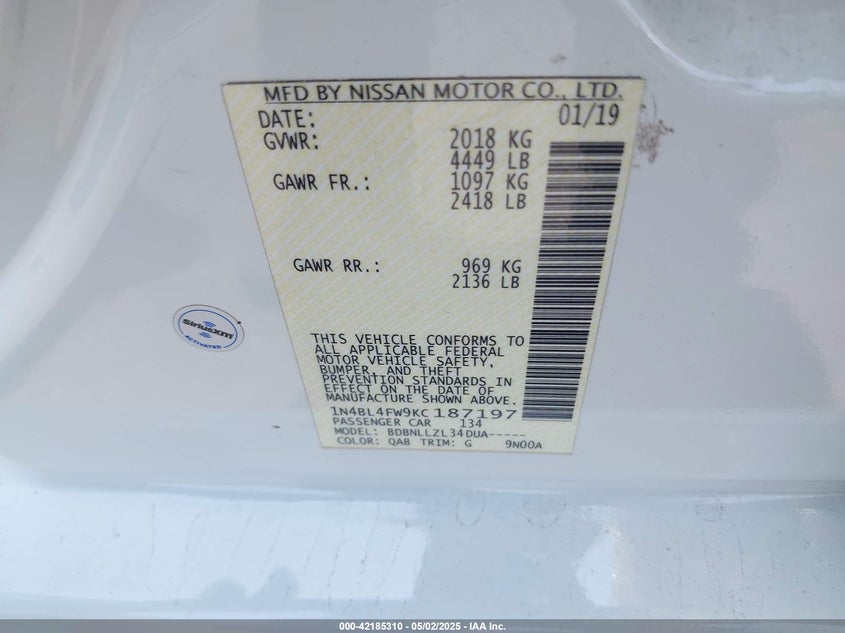 MFD BY NISSAN MOTOR CO., LTD.
DATE: 01/19
GVWR: 2018 KG
4449 LB
GAWR FR.: 1097 KG
2418 LB
GAWR RR.: 969 KG
2136 LB
siriusxm
ACTIVATED
THIS VEHICLE CONFORMS TO
ALL APPLICABLE FEDERAL
MOTOR VEHICLE SAFETY,
BUMPER, AND THEFT
PREVENTION STANDARDS IN
EFFECT ON THE DATE OF
MANUFACTURE SHOWN ABOVE.
1N4BL4FW9KC187197
PASSENGER CAR 134
MODEL: BDBNLLZL34DUA-----
COLOR: QAB TRIM: G 9N00A
000-42185310 - 05/02/2025 - IAA Inc.